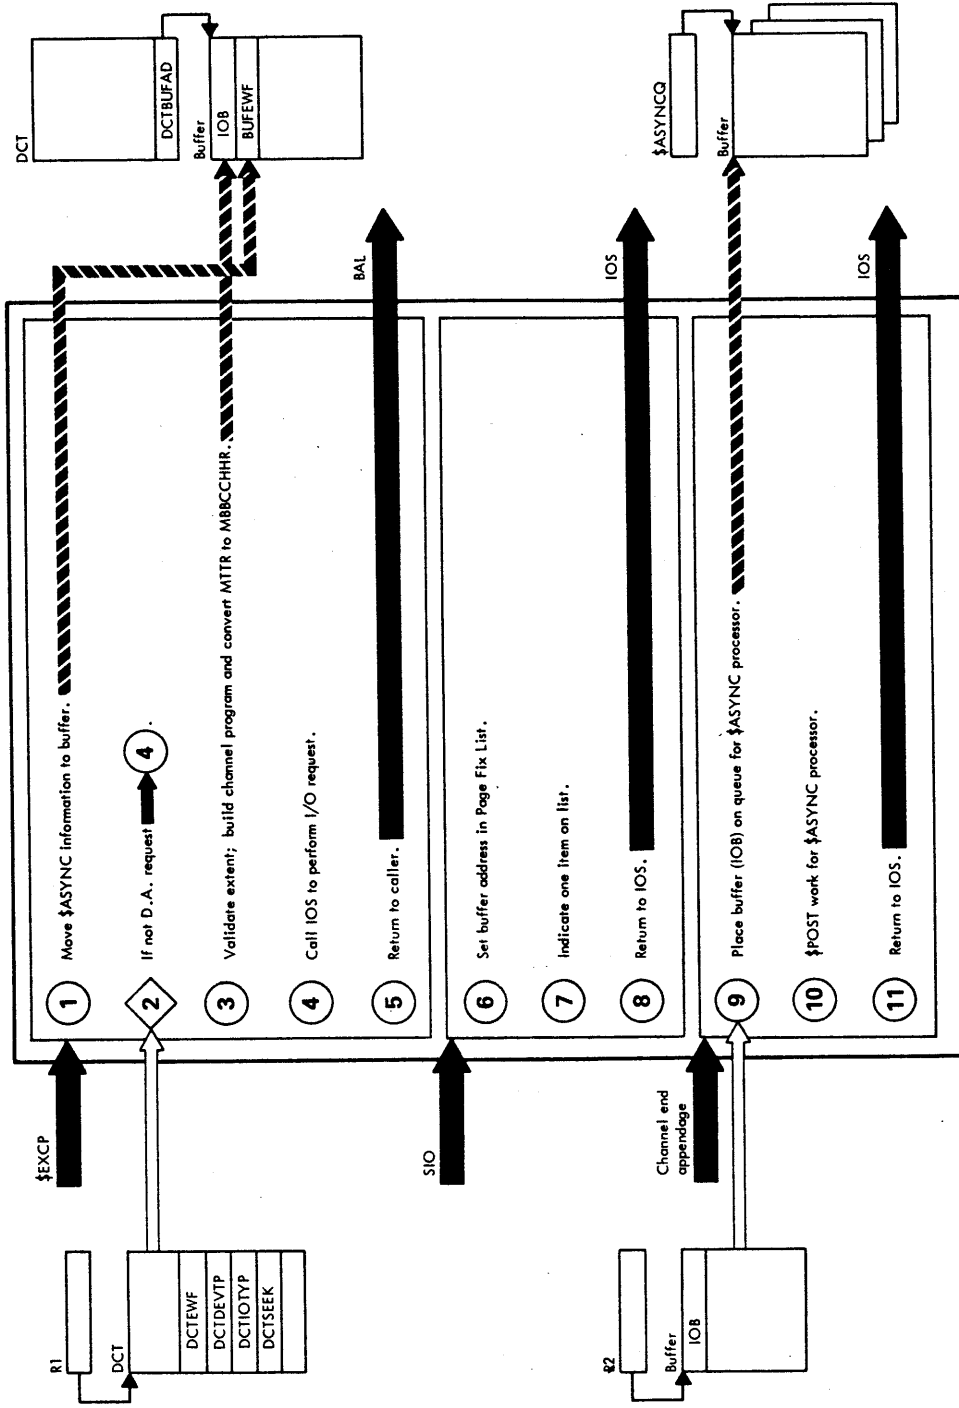 R1
DCT
DCTEWF
DCTDEVTP
DCTIOTYP
DCTSEEK
$EXCP
1 Move $ASYNC information to buffer.
2 If not D.A. request 4 .
3 Validate extent; build channel program and convert MTTR to MBBCCHHR.
4 Call IOS to perform I/O request.
5 Return to caller.
BAL
DCT
DCTBUFAD
Buffer
IOB
BUFEWF
SIO
6 Set buffer address in Page Fix List.
7 Indicate one item on list.
8 Return to IOS.
IOS
R2
Buffer
IOB
Channel end
appendage
9 Place buffer (IOB) on queue for $ASYNC processor.
10 $POST work for $ASYNC processor.
11 Return to IOS.
IOS
$ASYNCQ
Buffer